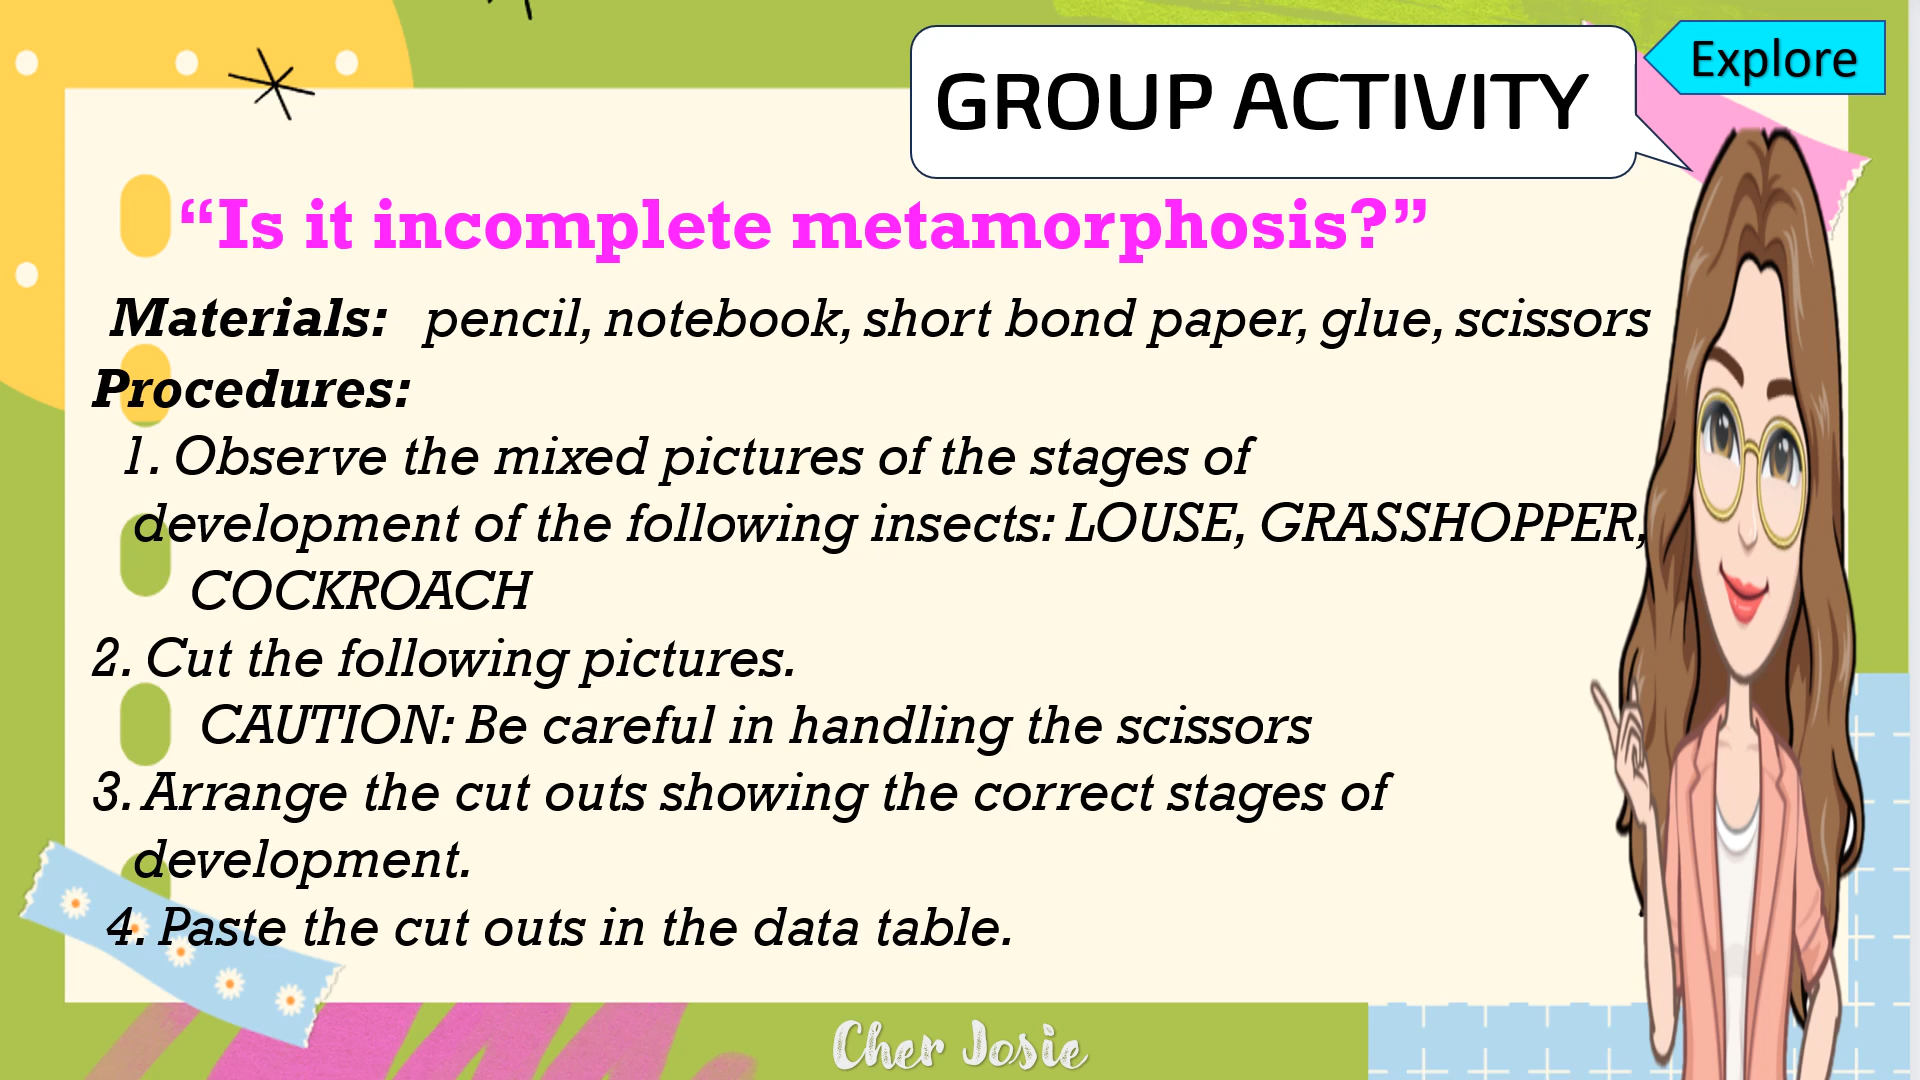 Explore
GROUP ACTIVITY
“Is it incomplete metamorphosis?”
Materials: pencil, notebook, short bond paper, glue, scissors
Procedures:
1. Observe the mixed pictures of the stages of
development of the following insects: LOUSE, GRASSHOPPER,
COCKROACH
2. Cut the following pictures.
CAUTION: Be careful in handling the scissors
3. Arrange the cut outs showing the correct stages of
development.
4. Paste the cut outs in the data table.
Cher Josie